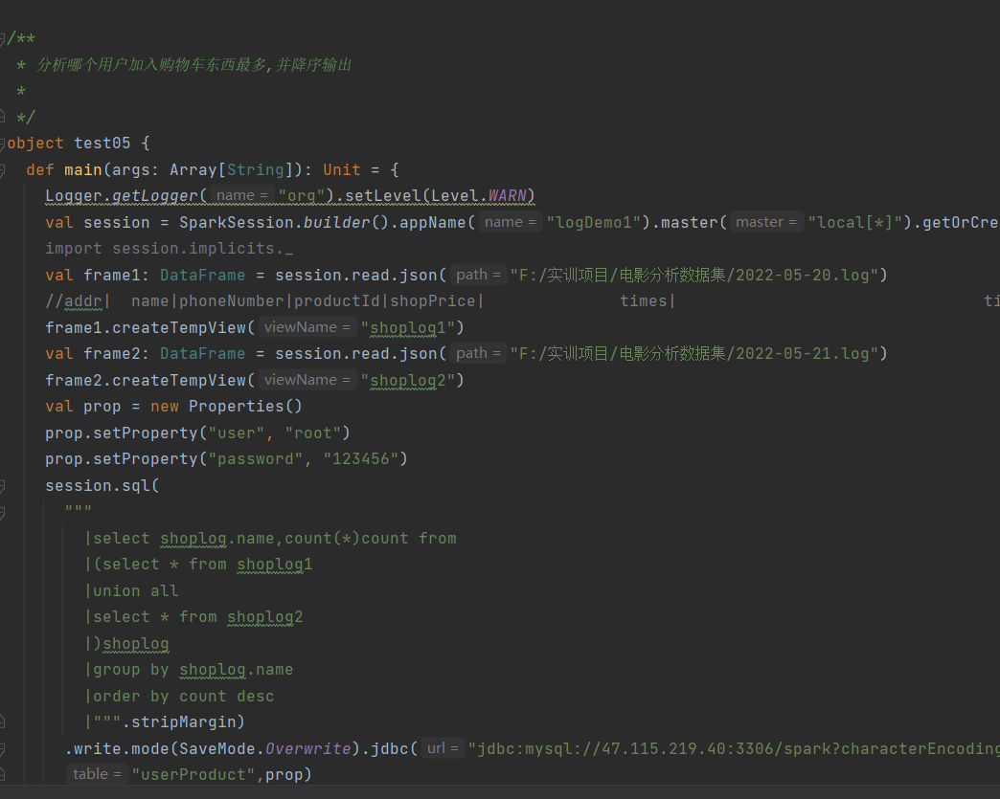 /**
* 分析哪个用户加入购物车东西最多,并降序输出
*
*/
object test05 {
def main(args: Array[String]): Unit = {
Logger.getLogger( name = "org").setLevel(Level.WARN)
val session = SparkSession.builder().appName( name = "logDemo1").master( master = "local[*]").getOrCre
import session.implicits._
val frame1: DataFrame = session.read.json( path = "F:/实训项目/电影分析数据集/2022-05-20.log")
//addr| name|phoneNumber|productId|shopPrice| times| ti
frame1.createTempView( viewName = "shoplog1")
val frame2: DataFrame = session.read.json( path = "F:/实训项目/电影分析数据集/2022-05-21.log")
frame2.createTempView( viewName = "shoplog2")
val prop = new Properties()
prop.setProperty("user", "root")
prop.setProperty("password", "123456")
session.sql(
"""
|select shoplog.name,count(*)count from
|(select * from shoplog1
|union all
|select * from shoplog2
|)shoplog
|group by shoplog.name
|order by count desc
|""".stripMargin)
.write.mode(SaveMode.Overwrite).jdbc( url = "jdbc:mysql://47.115.219.40:3306/spark?characterEncoding
table = "userProduct",prop)